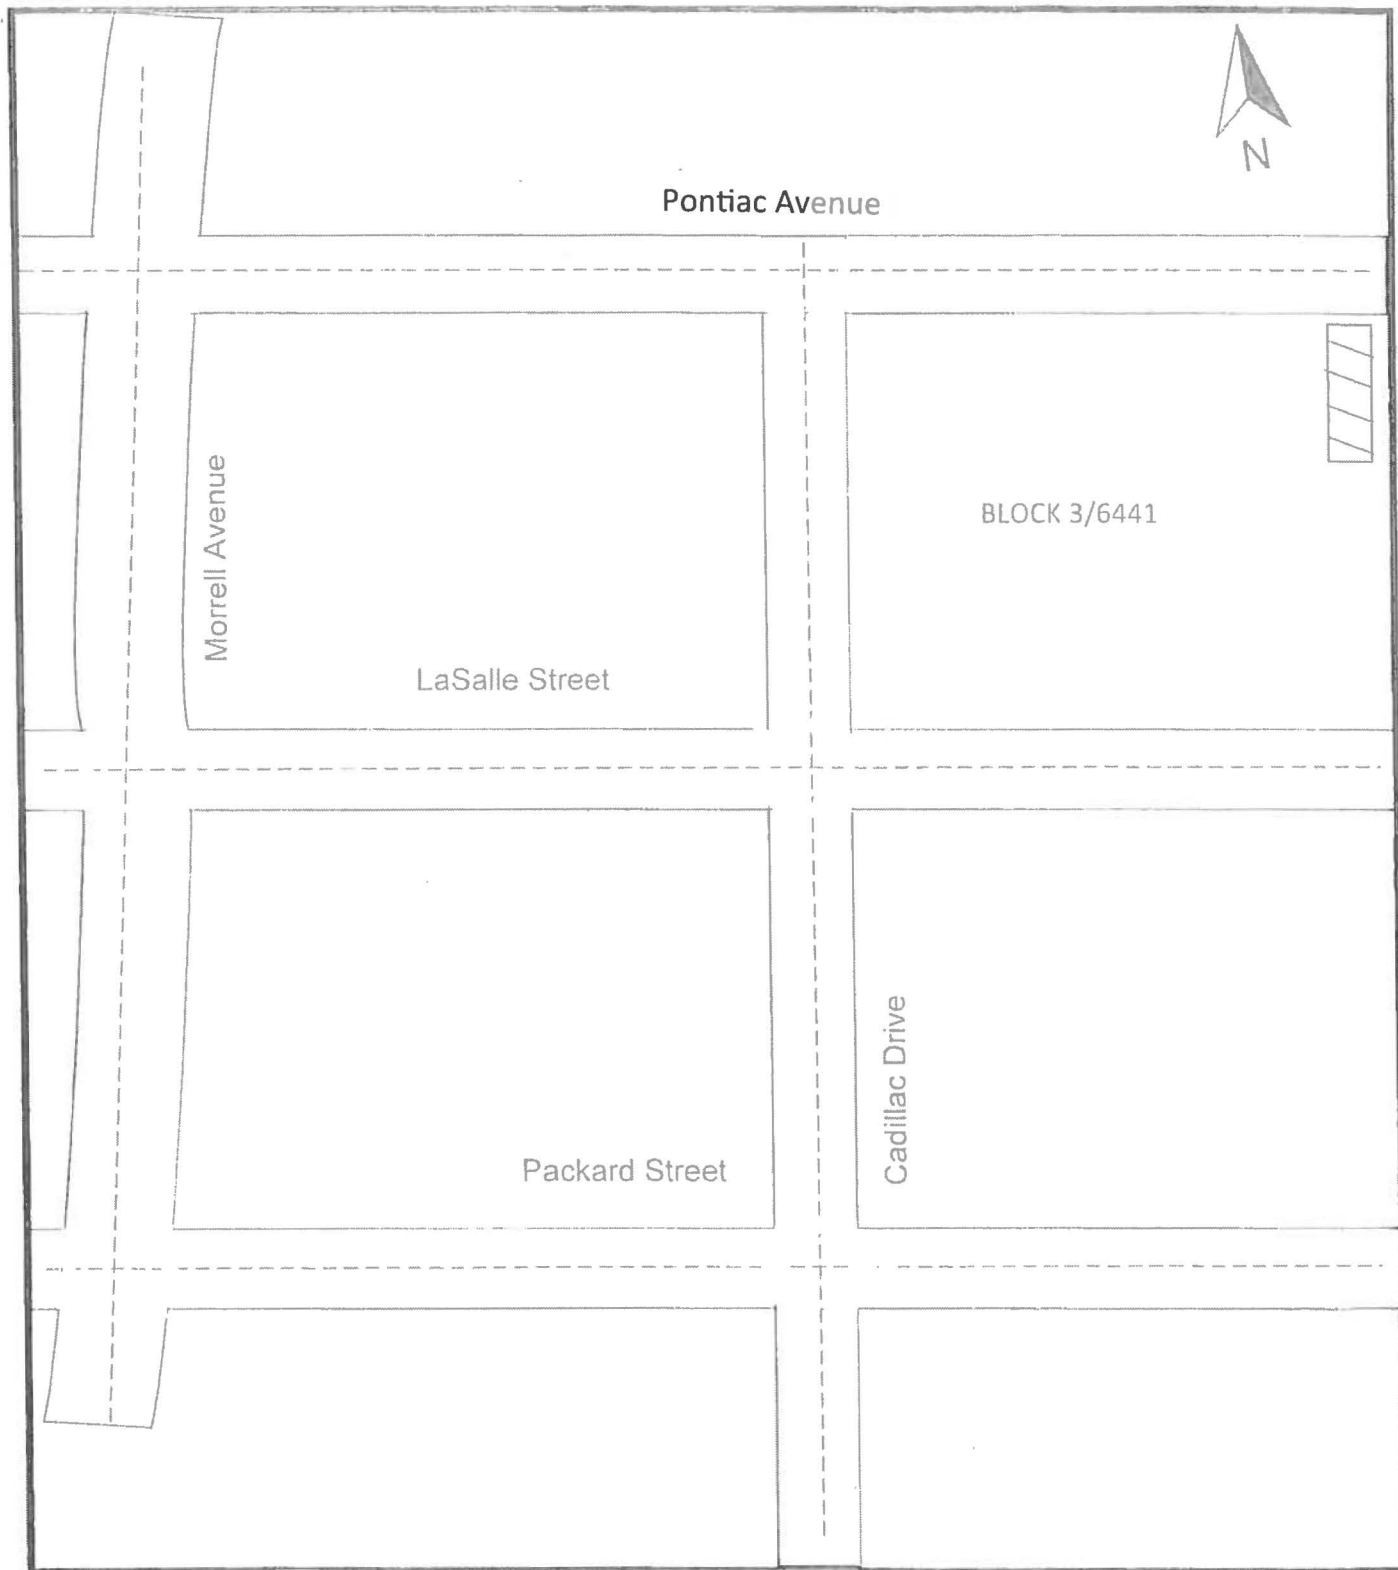 N
Pontiac Avenue
Morrell Avenue
BLOCK 3/6441
LaSalle Street
Cadillac Drive
Packard Street